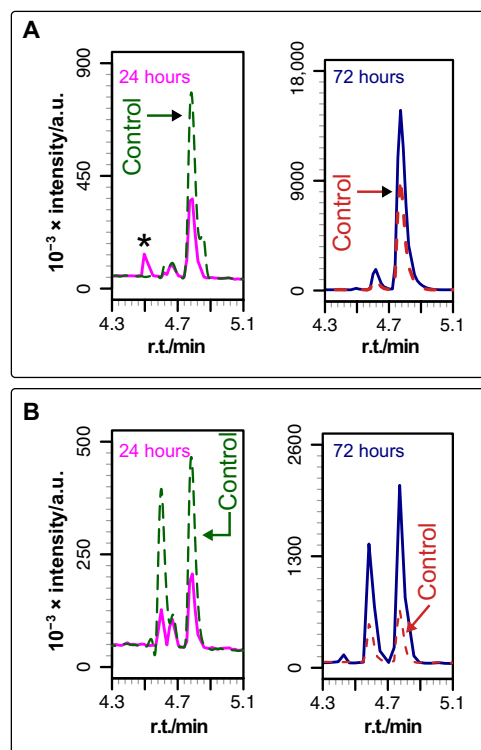 A
10⁻³ × intensity/a.u.
900
450
0
24 hours
Control
*
4.3 4.7 5.1
r.t./min
18,000
9000
0
72 hours
Control
4.3 4.7 5.1
r.t./min
B
10⁻³ × intensity/a.u.
500
250
0
24 hours
Control
4.3 4.7 5.1
r.t./min
2600
1300
0
72 hours
Control
4.3 4.7 5.1
r.t./min